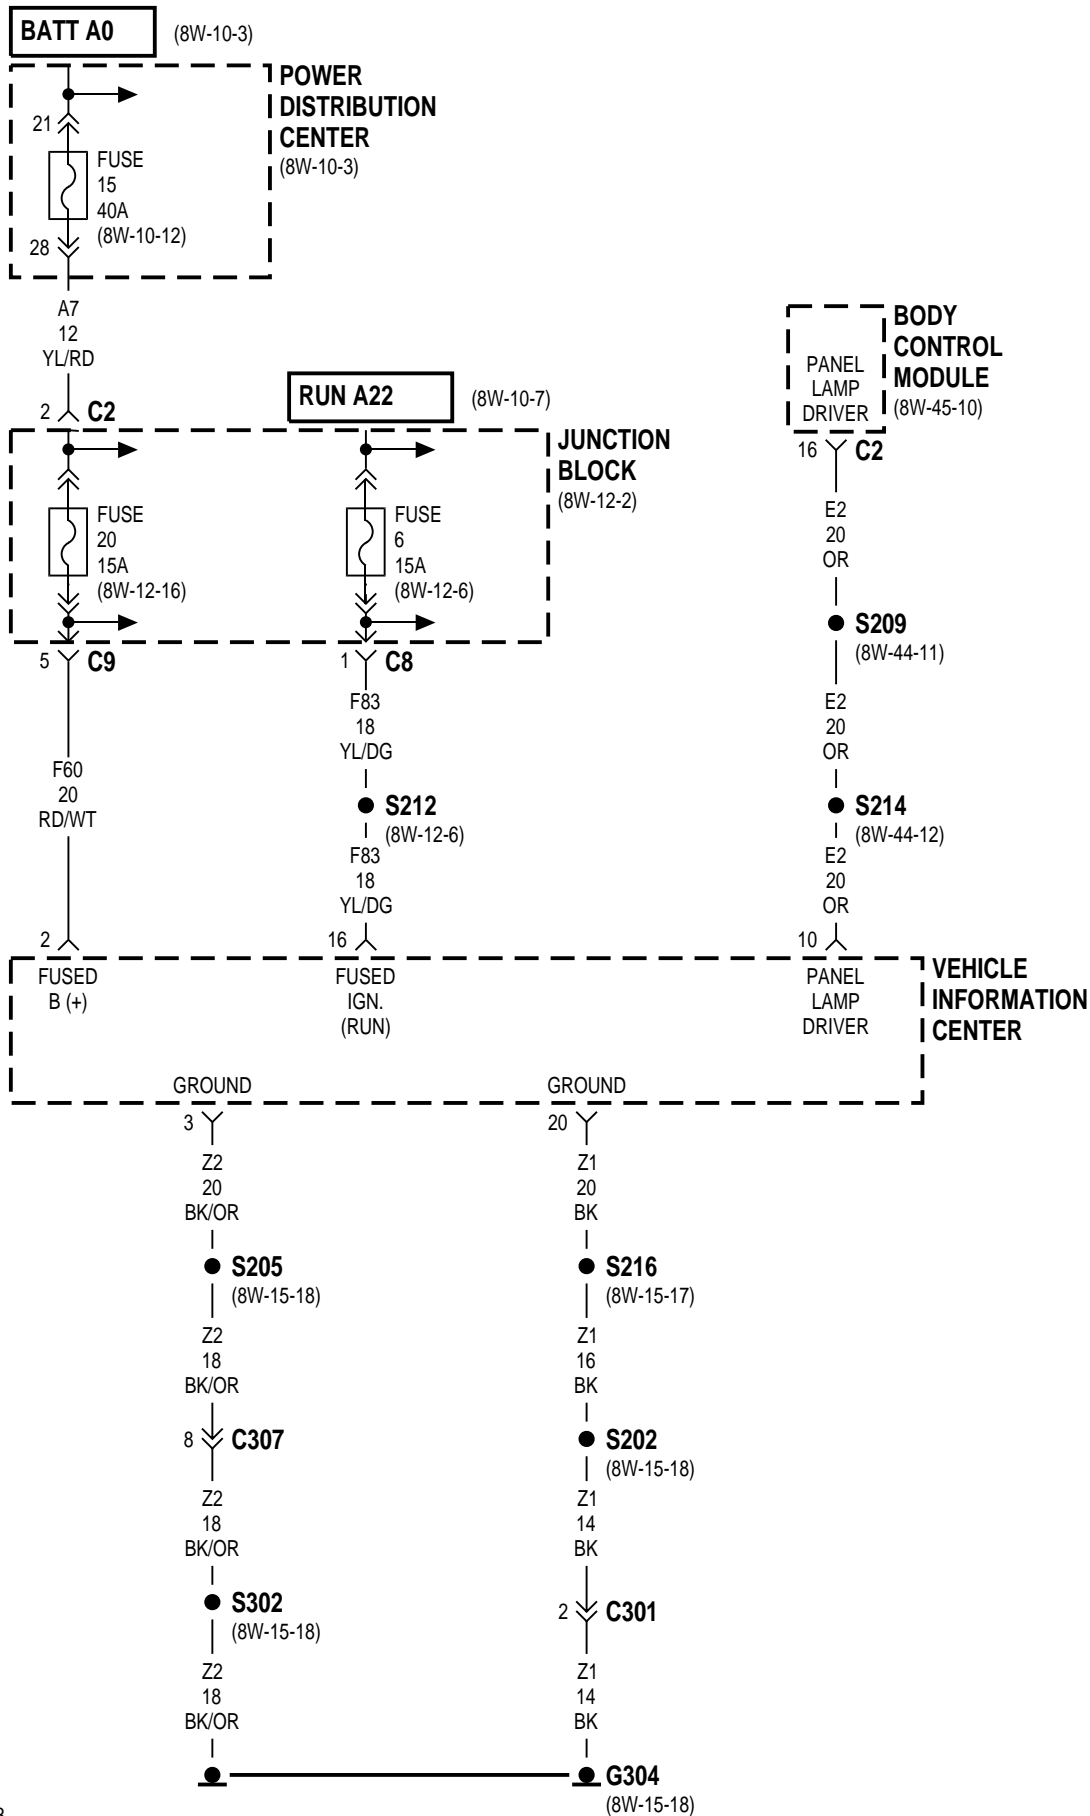 BATT A0
(8W-10-3)
POWER
DISTRIBUTION
CENTER
(8W-10-3)
21
FUSE
15
40A
(8W-10-12)
28
A7
12
YL/RD
2
C2
RUN A22
(8W-10-7)
BODY
CONTROL
MODULE
(8W-45-10)
PANEL
LAMP
DRIVER
16
C2
JUNCTION
BLOCK
(8W-12-2)
FUSE
20
15A
(8W-12-16)
FUSE
6
15A
(8W-12-6)
5
C9
1
C8
E2
20
OR
S209
(8W-44-11)
F83
18
YL/DG
E2
20
OR
F60
20
RD/WT
S212
(8W-12-6)
S214
(8W-44-12)
F83
18
YL/DG
E2
20
OR
2
16
10
FUSED
B (+)
FUSED
IGN.
(RUN)
PANEL
LAMP
DRIVER
VEHICLE
INFORMATION
CENTER
GROUND
GROUND
3
20
Z2
20
BK/OR
Z1
20
BK
S205
(8W-15-18)
S216
(8W-15-17)
Z2
18
BK/OR
Z1
16
BK
8
C307
S202
(8W-15-18)
Z2
18
BK/OR
Z1
14
BK
S302
(8W-15-18)
2
C301
Z2
18
BK/OR
Z1
14
BK
G304
(8W-15-18)